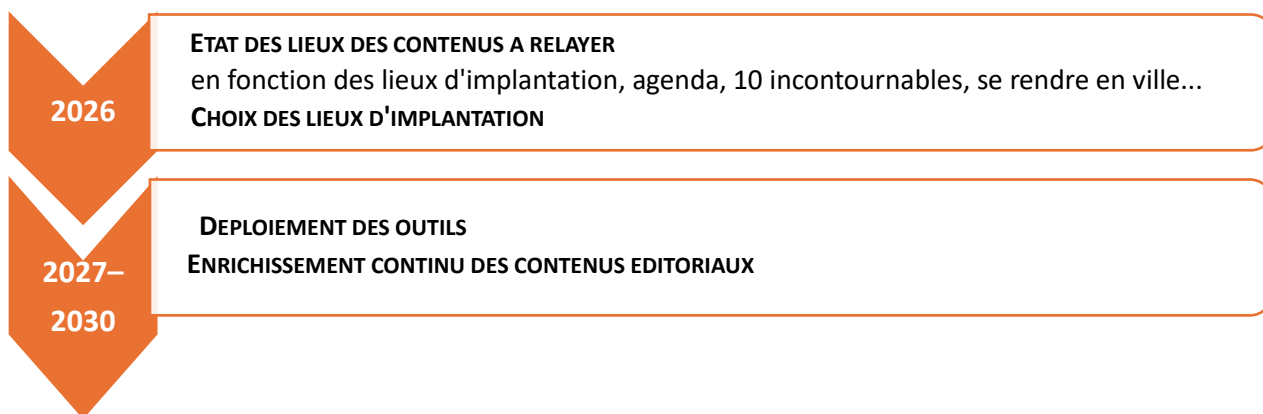 2026
ETAT DES LIEUX DES CONTENUS A RELAYER
en fonction des lieux d'implantation, agenda, 10 incontournables, se rendre en ville...
CHOIX DES LIEUX D'IMPLANTATION
2027–
2030
DEPLOIEMENT DES OUTILS
ENRICHISSEMENT CONTINU DES CONTENUS EDITORIAUX